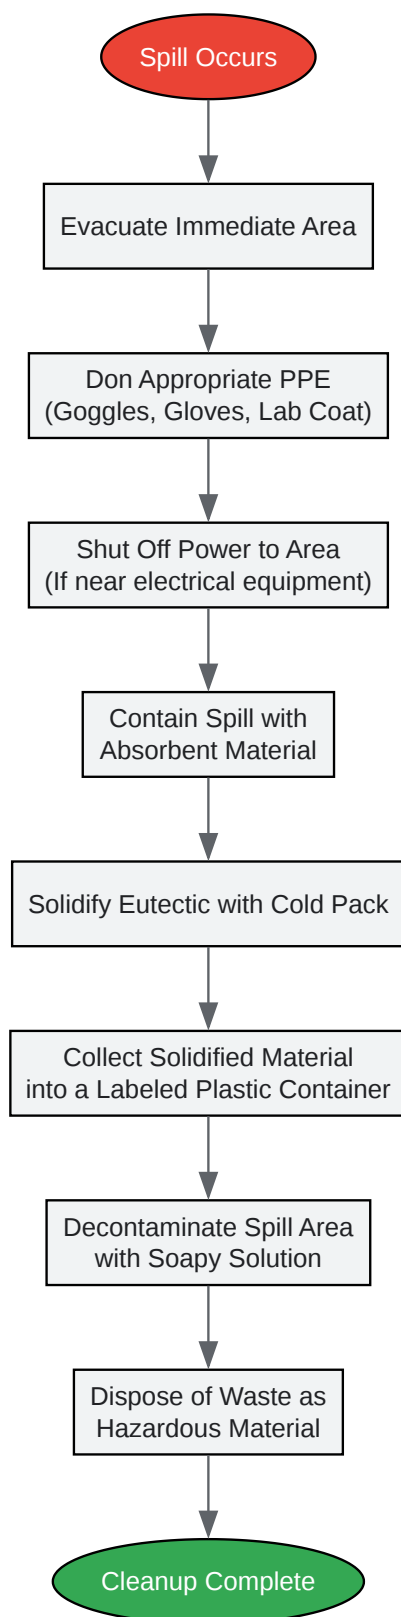 Spill Occurs
Evacuate Immediate Area
Don Appropriate PPE
(Goggles, Gloves, Lab Coat)
Shut Off Power to Area
(If near electrical equipment)
Contain Spill with
Absorbent Material
Solidify Eutectic with Cold Pack
Collect Solidified Material
into a Labeled Plastic Container
Decontaminate Spill Area
with Soapy Solution
Dispose of Waste as
Hazardous Material
Cleanup Complete